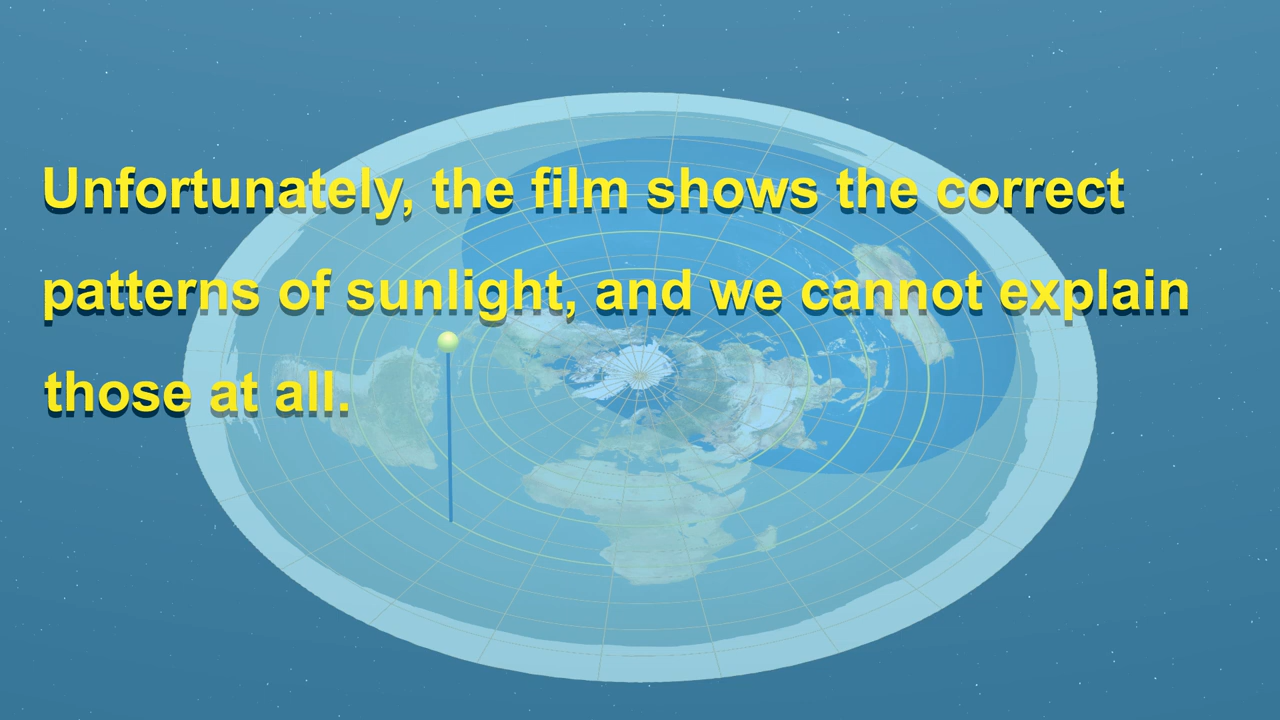 Unfortunately, the film shows the correct
patterns of sunlight, and we cannot explain
those at all.